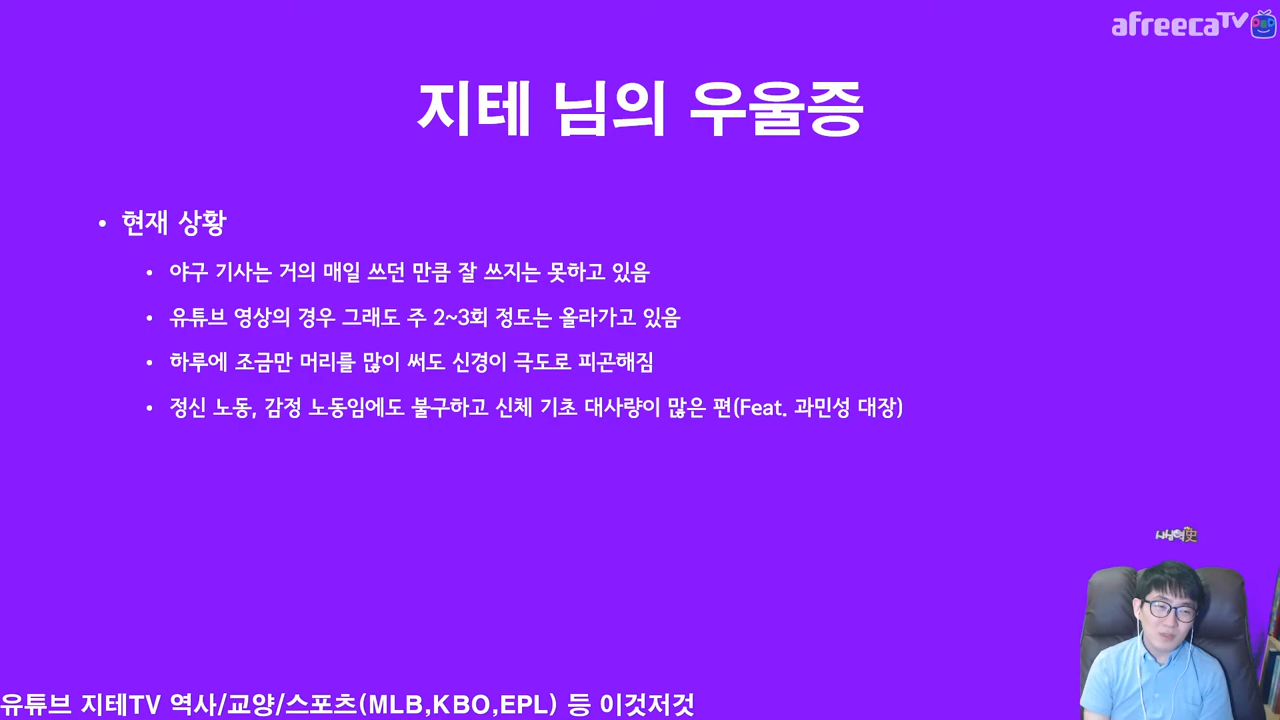 afreecaTV
지테 님의 우울증
• 현재 상황
• 야구 기사는 거의 매일 쓰던 만큼 잘 쓰지는 못하고 있음
• 유튜브 영상의 경우 그래도 주 2~3회 정도는 올라가고 있음
• 하루에 조금만 머리를 많이 써도 신경이 극도로 피곤해짐
• 정신 노동, 감정 노동임에도 불구하고 신체 기초 대사량이 많은 편(Feat. 과민성 대장)
유튜브 지테TV 역사/교양/스포츠(MLB,KBO,EPL) 등 이것저것